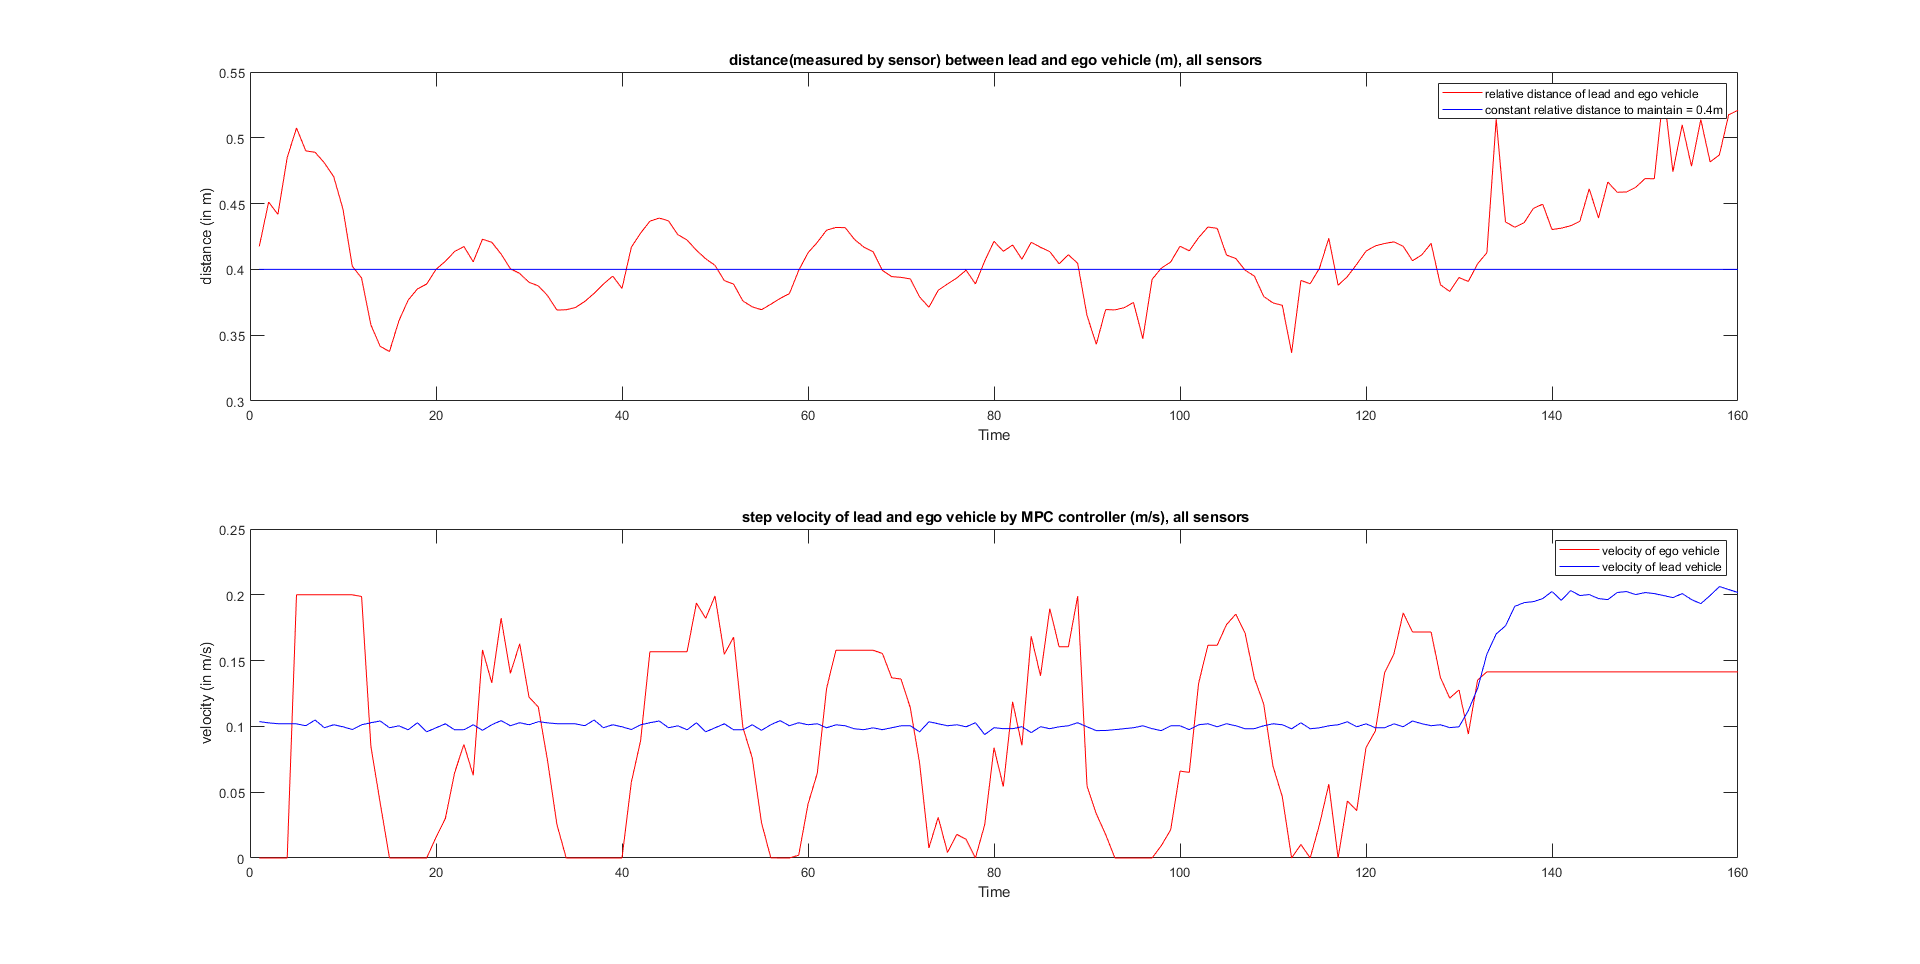 distance(measured by sensor) between lead and ego vehicle (m), all sensors
0.55
0.5
0.45
0.4
0.35
0.3
distance (in m)
relative distance of lead and ego vehicle
constant relative distance to maintain = 0.4m
0 20 40 60 80 100 120 140 160
Time
step velocity of lead and ego vehicle by MPC controller (m/s), all sensors
0.25
0.2
0.15
0.1
0.05
0
velocity (in m/s)
velocity of ego vehicle
velocity of lead vehicle
0 20 40 60 80 100 120 140 160
Time